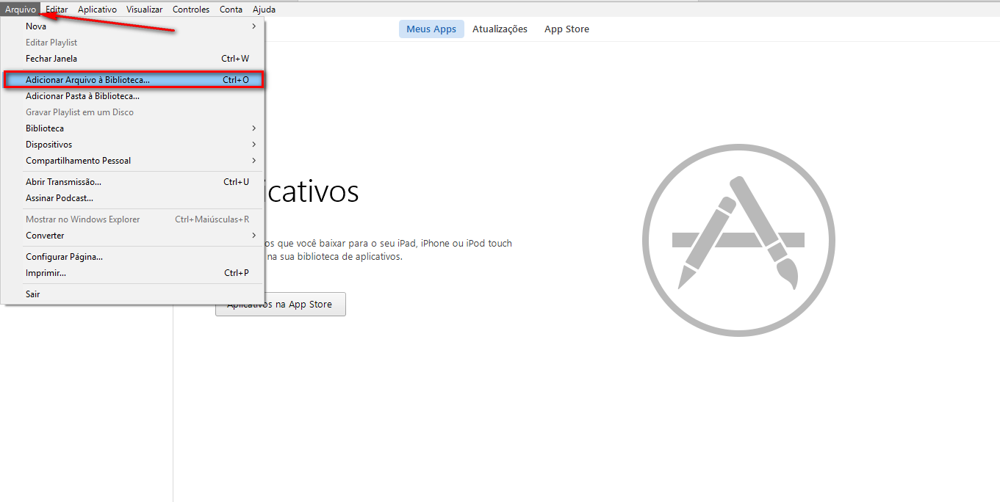 Arquivo Editar Aplicativo Visualizar Controles Conta Ajuda
Nova
Editar Playlist
Fechar Janela Ctrl+W
Adicionar Arquivo à Biblioteca... Ctrl+O
Adicionar Pasta à Biblioteca...
Gravar Playlist em um Disco
Biblioteca
Dispositivos
Compartilhamento Pessoal
Abrir Transmissão... Ctrl+U
Assinar Podcast...
Mostrar no Windows Explorer Ctrl+Maiúsculas+R
Converter
Configurar Página...
Imprimir... Ctrl+P
Sair
Meus Apps Atualizações App Store
icativos
os que você baixar para o seu iPad, iPhone ou iPod touch
na sua biblioteca de aplicativos.
Aplicativos na App Store